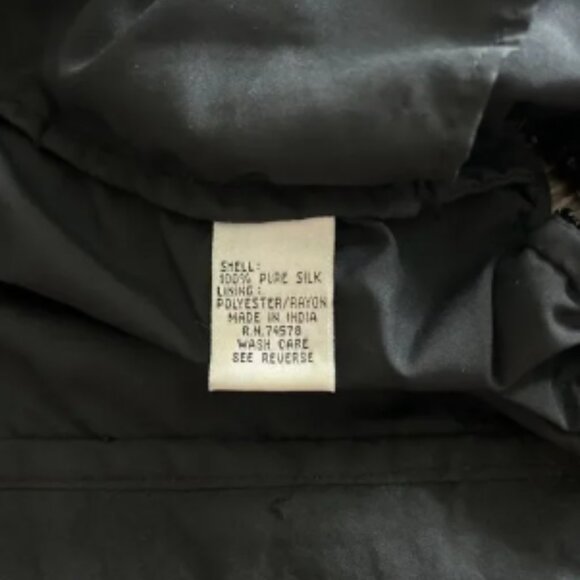 SHELL:
100% PURE SILK
LINING:
POLYESTER/RAYON
MADE IN INDIA
R.N.74578
WASH CARE
SEE REVERSE